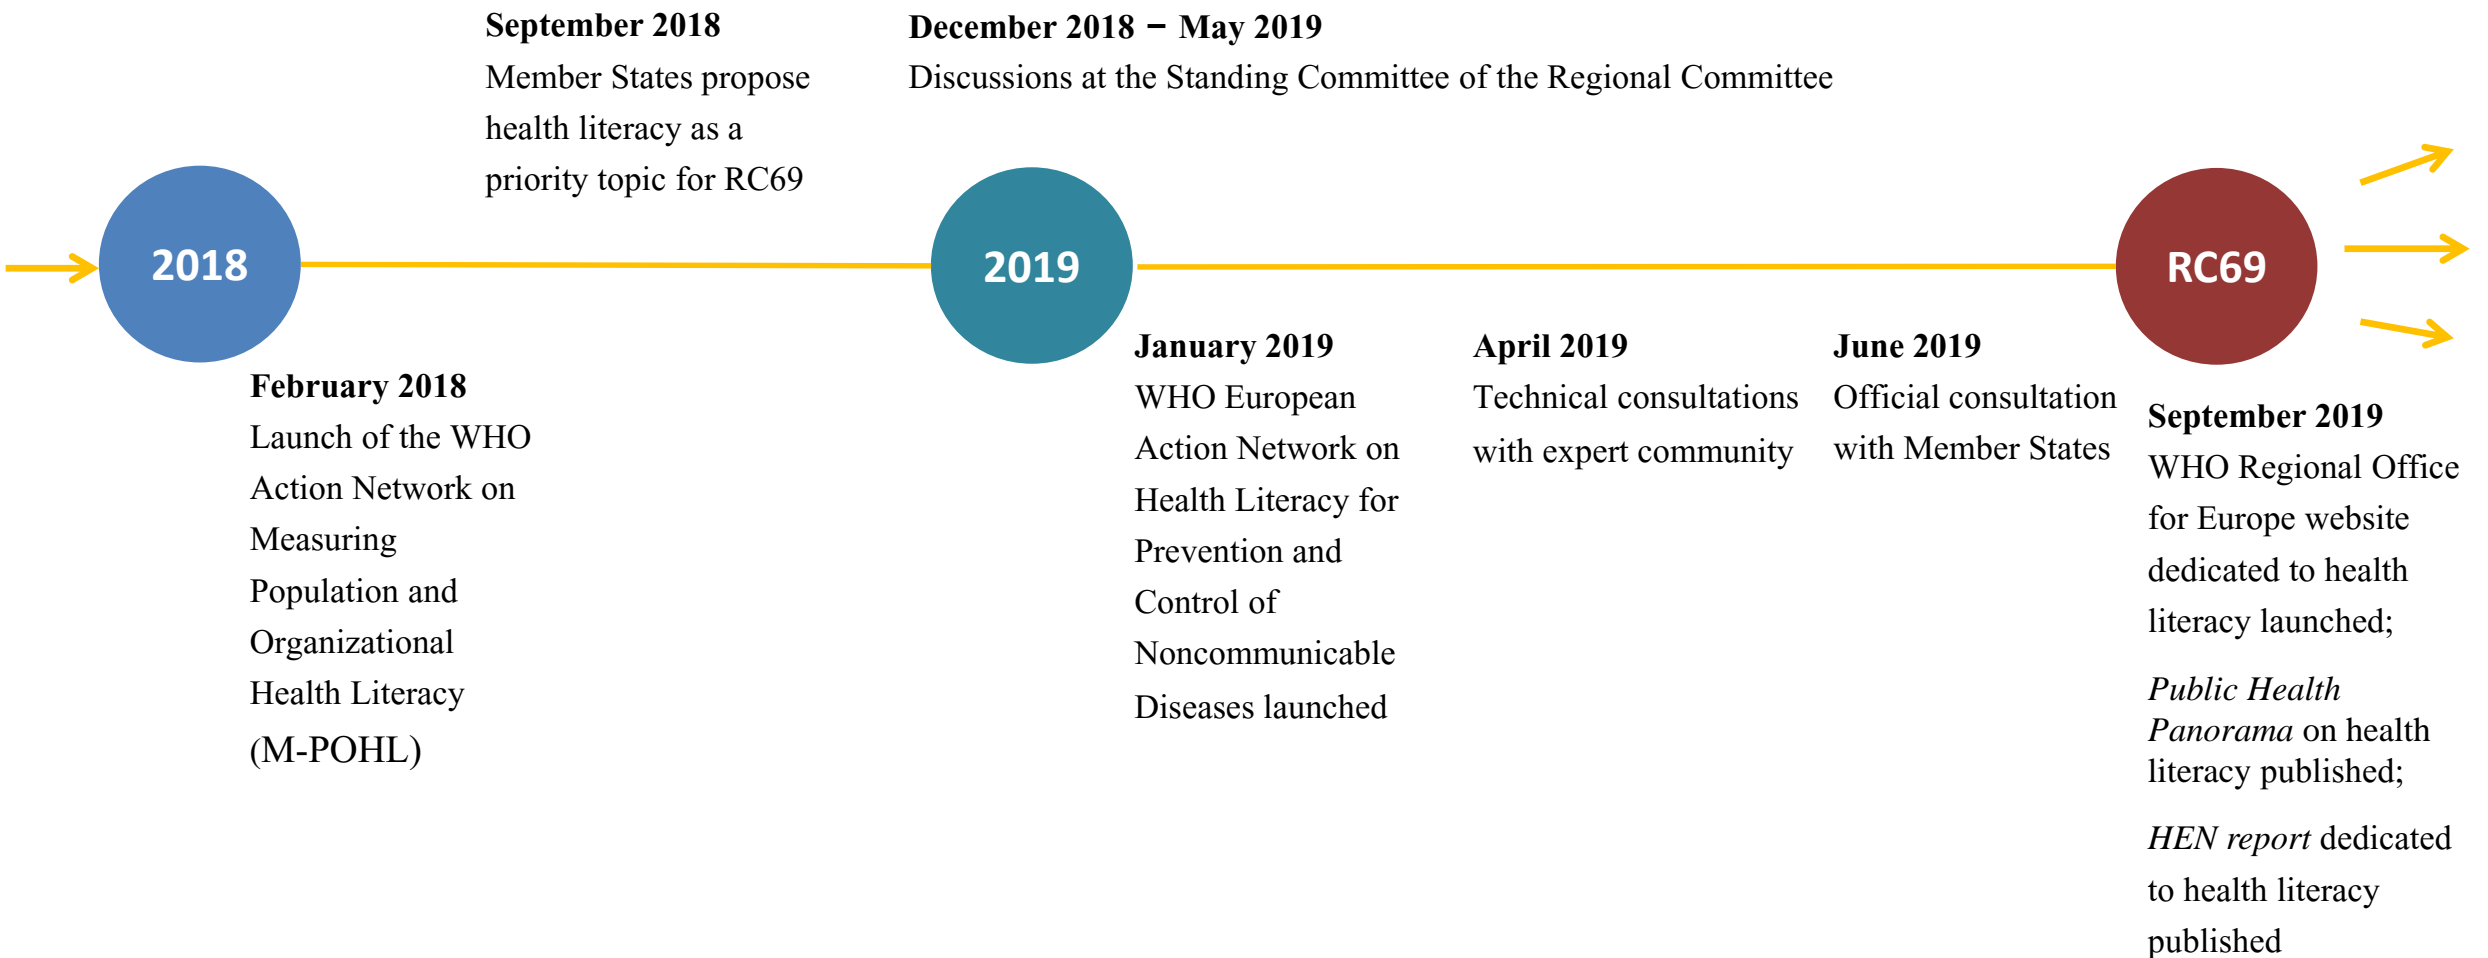 September 2018
Member States propose
health literacy as a
priority topic for RC69
December 2018 – May 2019
Discussions at the Standing Committee of the Regional Committee
2018
2019
RC69
February 2018
Launch of the WHO
Action Network on
Measuring
Population and
Organizational
Health Literacy
(M-POHL)
January 2019
WHO European
Action Network on
Health Literacy for
Prevention and
Control of
Noncommunicable
Diseases launched
April 2019
Technical consultations
with expert community
June 2019
Official consultation
with Member States
September 2019
WHO Regional Office
for Europe website
dedicated to health
literacy launched;
Public Health
Panorama on health
literacy published;
HEN report dedicated
to health literacy
published